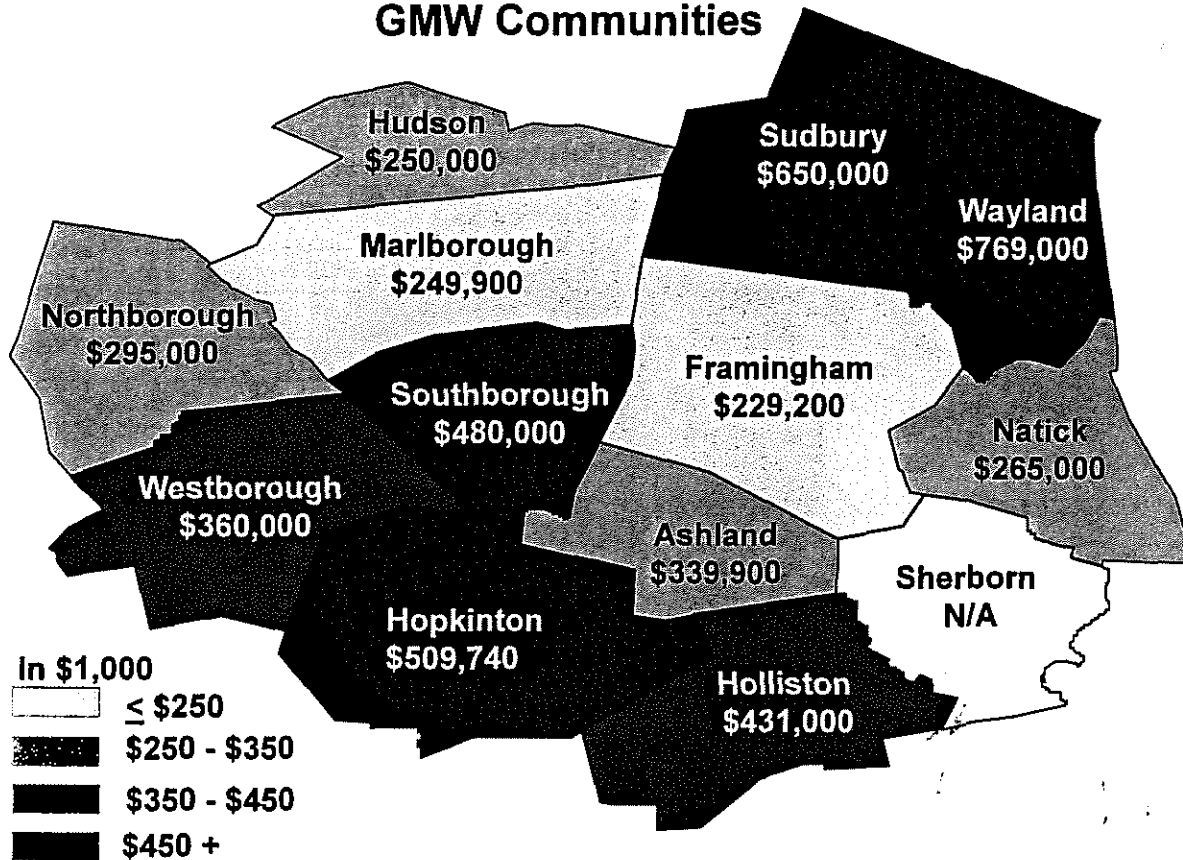 GMW Communities
Hudson
$250,000
Sudbury
$650,000
Wayland
$769,000
Marlborough
$249,900
Northborough
$295,000
Framingham
$229,200
Southborough
$480,000
Natick
$265,000
Westborough
$360,000
Ashland
$339,900
Sherborn
N/A
Hopkinton
$509,740
Holliston
$431,000
in $1,000
≤ $250
$250 - $350
$350 - $450
$450 +